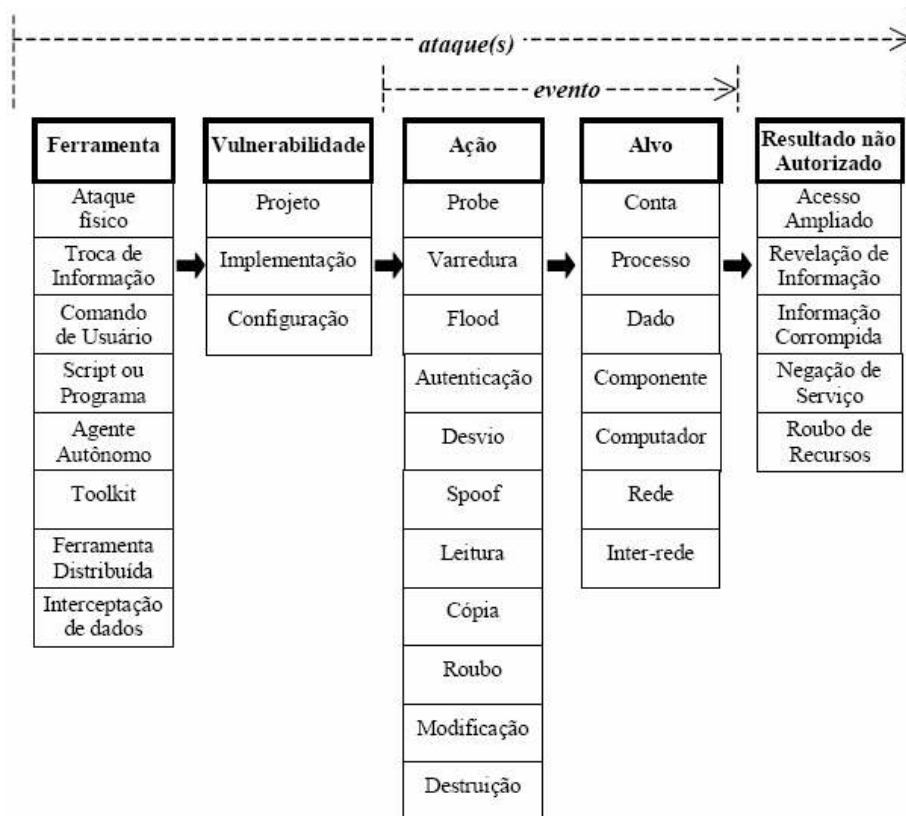 ataque(s)
evento
Ferramenta
Ataque
físico
Troca de
Informação
Comando
de Usuário
Script ou
Programa
Agente
Autônomo
Toolkit
Ferramenta
Distribuída
Interceptação
de dados
Vulnerabilidade
Projeto
Implementação
Configuração
Ação
Probe
Varredura
Flood
Autenticação
Desvio
Spoof
Leitura
Cópia
Roubo
Modificação
Destruição
Alvo
Conta
Processo
Dado
Componente
Computador
Rede
Inter-rede
Resultado não
Autorizado
Acesso
Ampliado
Revelação de
Informação
Informação
Corrompida
Negação de
Serviço
Roubo de
Recursos